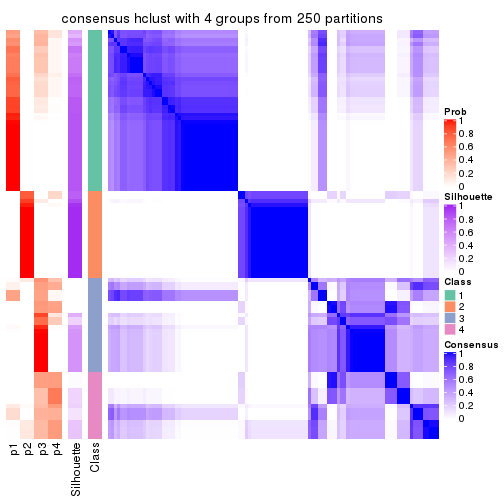 consensus hclust with 4 groups from 250 partitions
Prob
1
0.8
0.6
0.4
0.2
0
Silhouette
1
0.8
0.6
0.4
0.2
0
Class
1
2
3
4
Consensus
1
0.8
0.6
0.4
0.2
0
p1
p2
p3
p4
Silhouette
Class